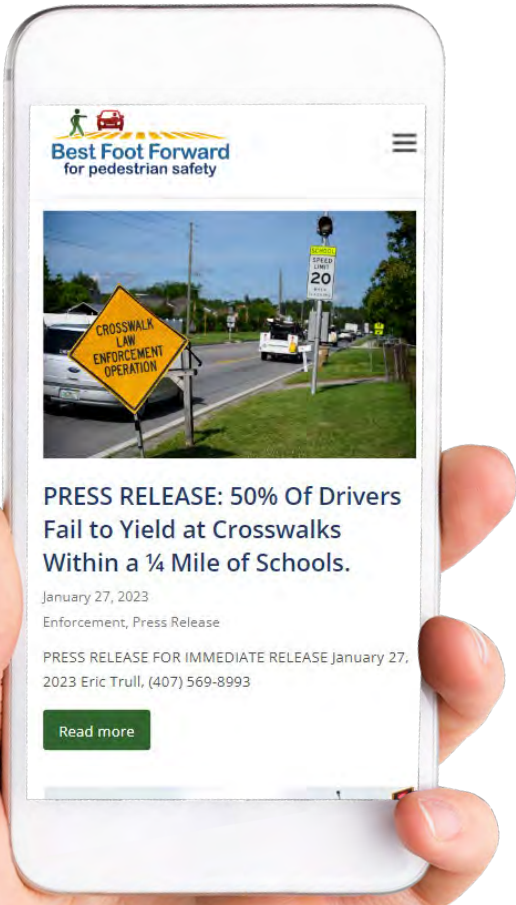 Best Foot Forward
for pedestrian safety
SCHOOL
SPEED
LIMIT
20
CROSSWALK
LAW
ENFORCEMENT
OPERATION
PRESS RELEASE: 50% Of Drivers
Fail to Yield at Crosswalks
Within a ¼ Mile of Schools.
January 27, 2023
Enforcement, Press Release
PRESS RELEASE FOR IMMEDIATE RELEASE January 27,
2023 Eric Trull, (407) 569-8993
Read more